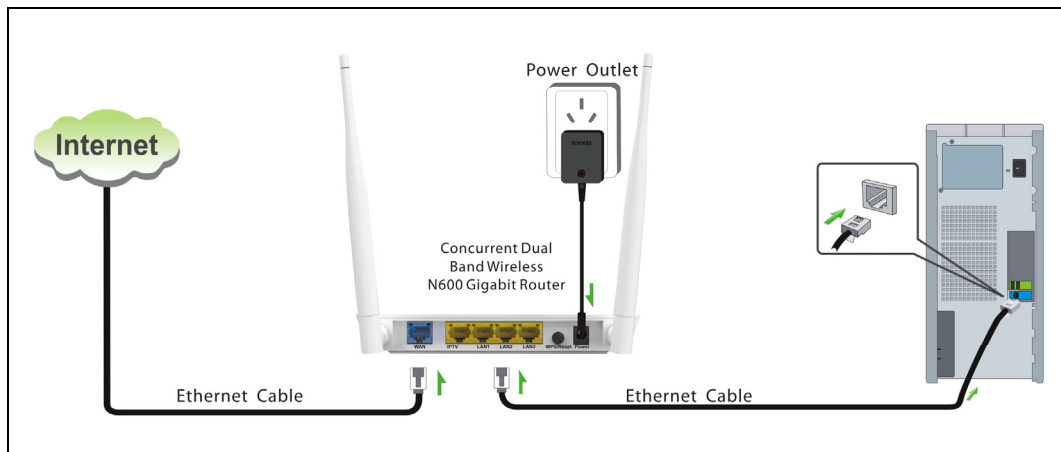 Power Outlet
Internet
Tenda
Concurrent Dual
Band Wireless
N600 Gigabit Router
WAN
IPTV
LAN1
LAN2
LAN3
WPS/Reset
Power
Ethernet Cable
Ethernet Cable